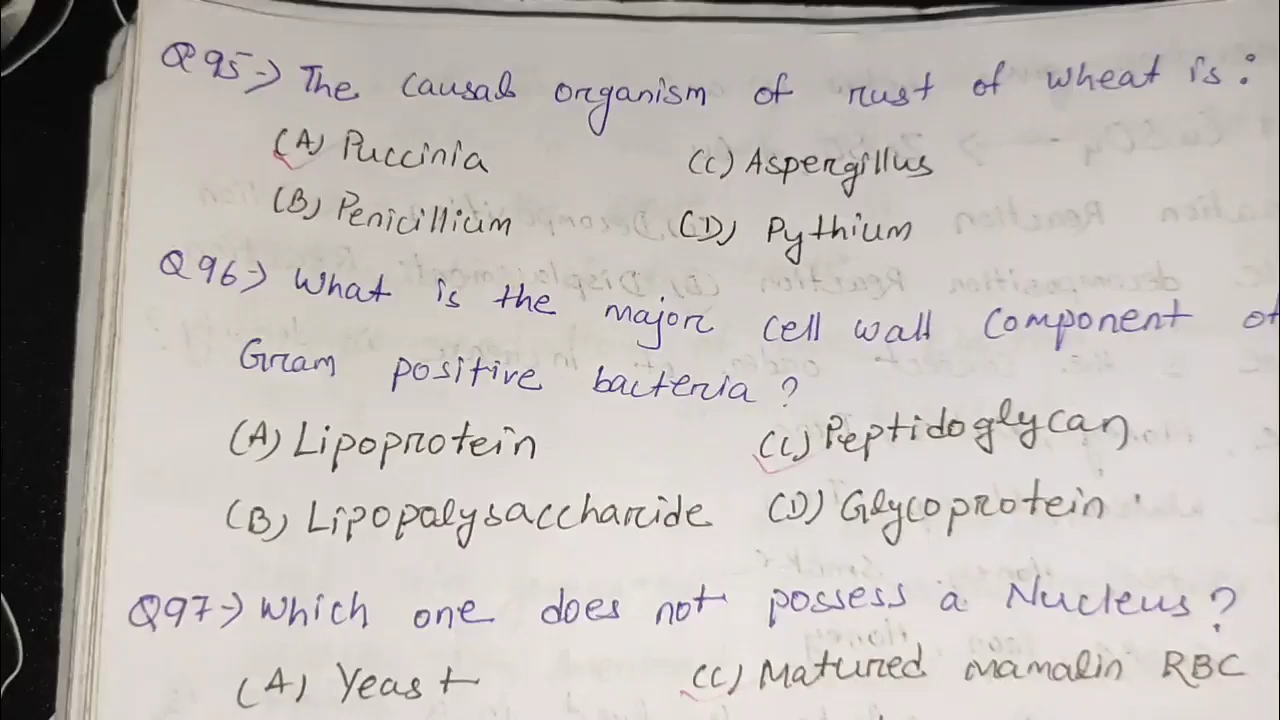 Q95→ The causal organism of rust of wheat is:
(A) Puccinia (C) Aspergillus
(B) Penicillium (D) Pythium
Q96→ What is the major cell wall component of
Gram positive bacteria?
(A) Lipoprotein (C) Peptidoglycan
(B) Lipopolysaccharide (D) Glycoprotein
Q97→ Which one does not possess a Nucleus?
(A) Yeast (C) Matured mamalin RBC